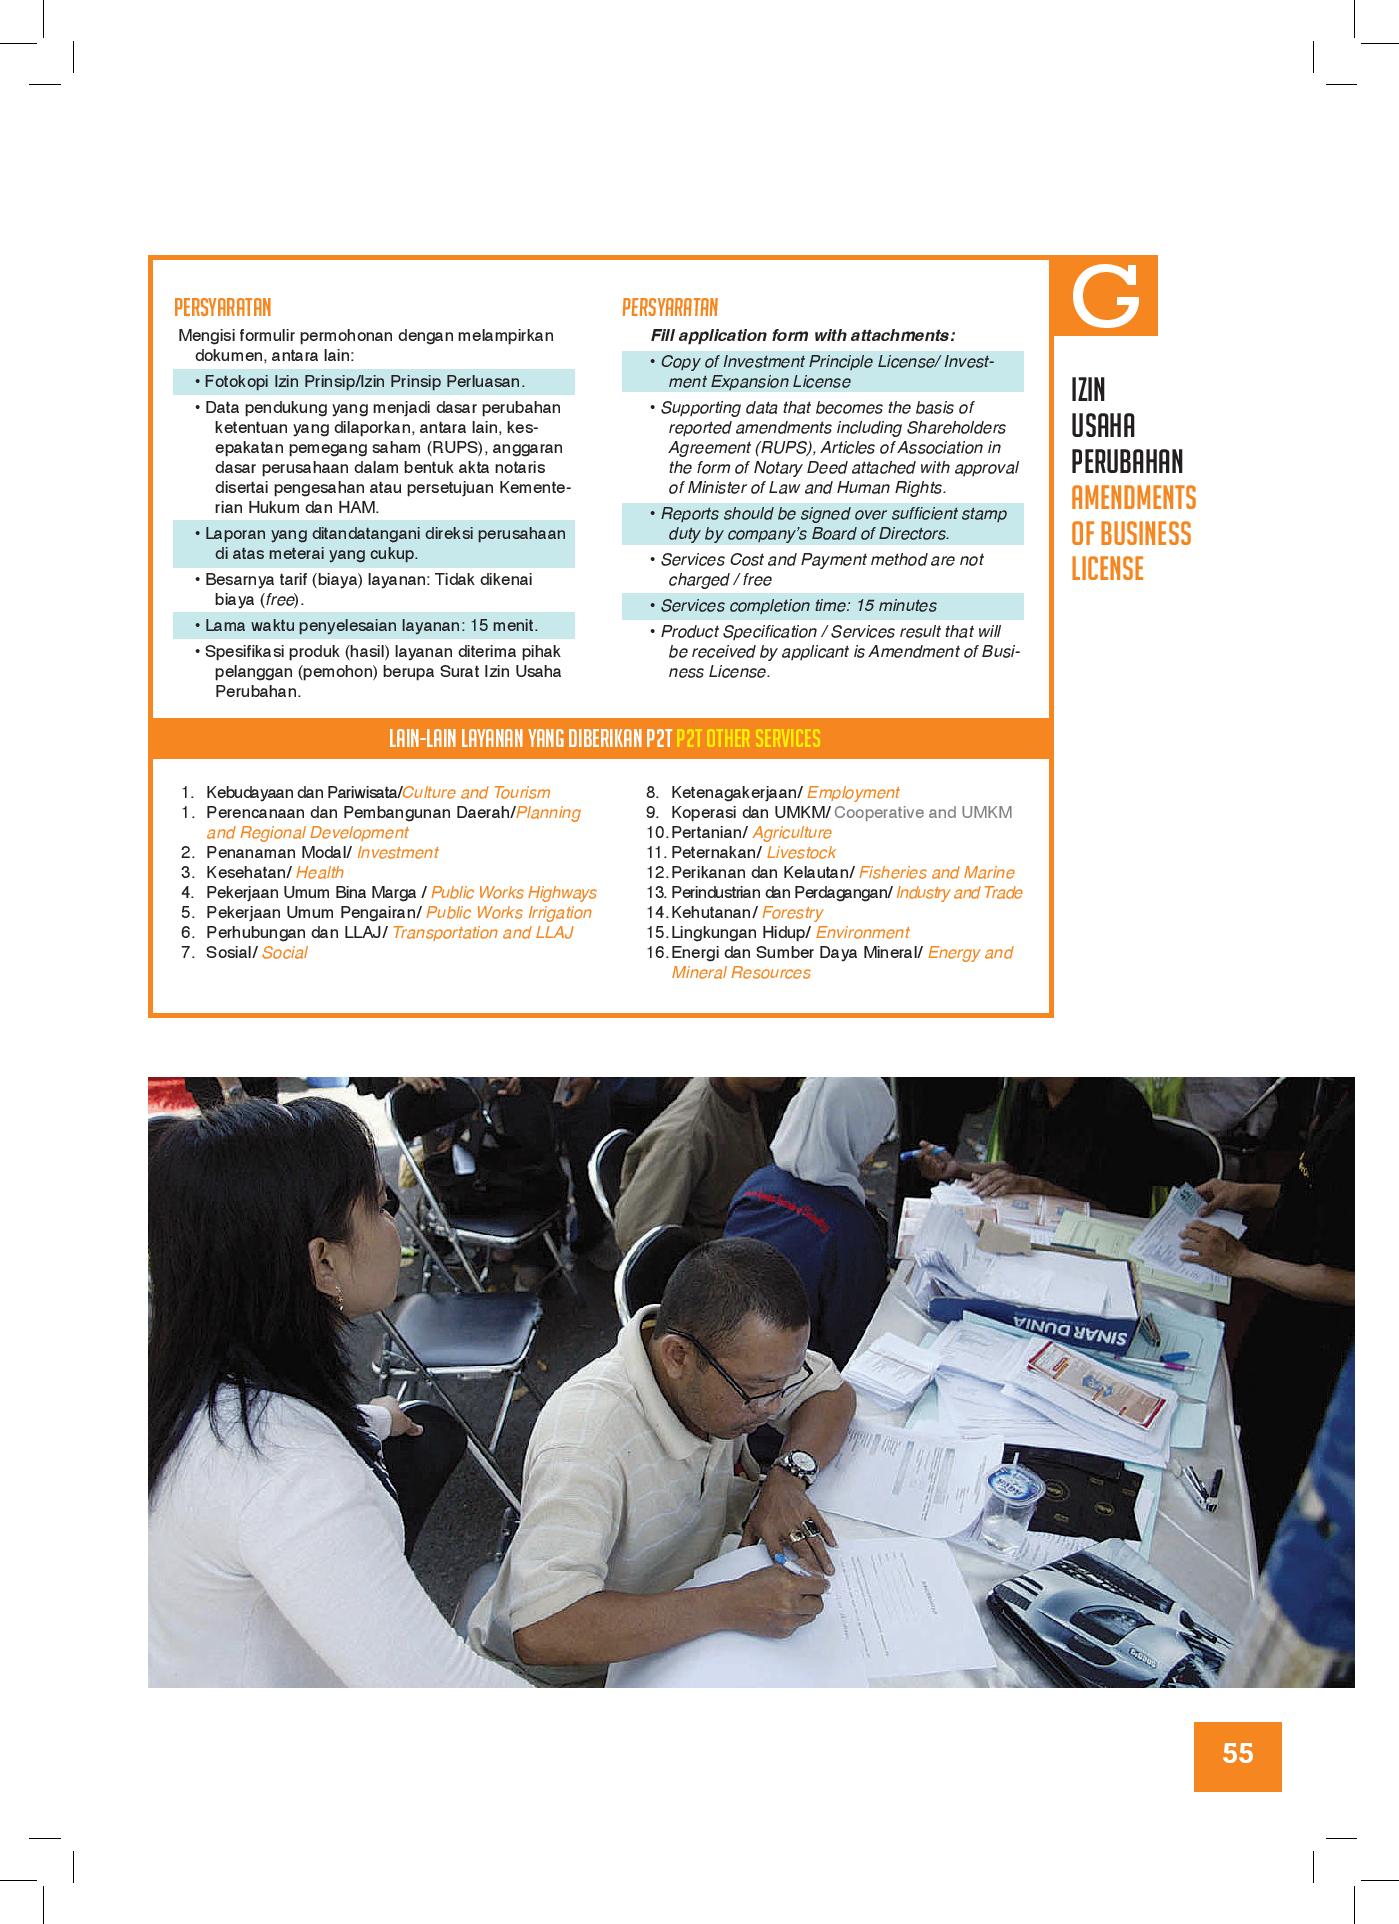 PERSYARATAN
Mengisi formulir permohonan dengan melampirkan
dokumen, antara lain:
• Fotokopi Izin Prinsip/Izin Prinsip Perluasan.
• Data pendukung yang menjadi dasar perubahan
ketentuan yang dilaporkan, antara lain, kes-
epakatan pemegang saham (RUPS), anggaran
dasar perusahaan dalam bentuk akta notaris
disertai pengesahan atau persetujuan Kemente-
rian Hukum dan HAM.
• Laporan yang ditandatangani direksi perusahaan
di atas meterai yang cukup.
• Besarnya tarif (biaya) layanan: Tidak dikenai
biaya (free).
• Lama waktu penyelesaian layanan: 15 menit.
• Spesifikasi produk (hasil) layanan diterima pihak
pelanggan (pemohon) berupa Surat Izin Usaha
Perubahan.
PERSYARATAN
Fill application form with attachments:
• Copy of Investment Principle License/ Invest-
ment Expansion License
• Supporting data that becomes the basis of
reported amendments including Shareholders
Agreement (RUPS), Articles of Association in
the form of Notary Deed attached with approval
of Minister of Law and Human Rights.
• Reports should be signed over sufficient stamp
duty by company's Board of Directors.
• Services Cost and Payment method are not
charged / free
• Services completion time: 15 minutes
• Product Specification / Services result that will
be received by applicant is Amendment of Busi-
ness License.
G
IZIN
USAHA
PERUBAHAN
AMENDMENTS
OF BUSINESS
LICENSE
LAIN-LAIN LAYANAN YANG DIBERIKAN P2T P2T OTHER SERVICES
1. Kebudayaan dan Pariwisata/Culture and Tourism
1. Perencanaan dan Pembangunan Daerah/Planning
and Regional Development
2. Penanaman Modal/ Investment
3. Kesehatan/ Health
4. Pekerjaan Umum Bina Marga / Public Works Highways
5. Pekerjaan Umum Pengairan/ Public Works Irrigation
6. Perhubungan dan LLAJ/ Transportation and LLAJ
7. Sosial/ Social
8. Ketenagakerjaan/ Employment
9. Koperasi dan UMKM/ Cooperative and UMKM
10. Pertanian/ Agriculture
11. Peternakan/ Livestock
12. Perikanan dan Kelautan/ Fisheries and Marine
13. Perindustrian dan Perdagangan/ Industry and Trade
14. Kehutanan/ Forestry
15. Lingkungan Hidup/ Environment
16. Energi dan Sumber Daya Mineral/ Energy and
Mineral Resources
SINAR DUNIA
55